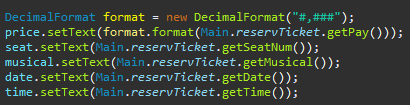 DecimalFormat format = new DecimalFormat("#,###");
price.setText(format.format(Main.reservTicket.getPay()));
seat.setText(Main.reservTicket.getSeatNum());
musical.setText(Main.reservTicket.getMusical());
date.setText(Main.reservTicket.getDate());
time.setText(Main.reservTicket.getTime());